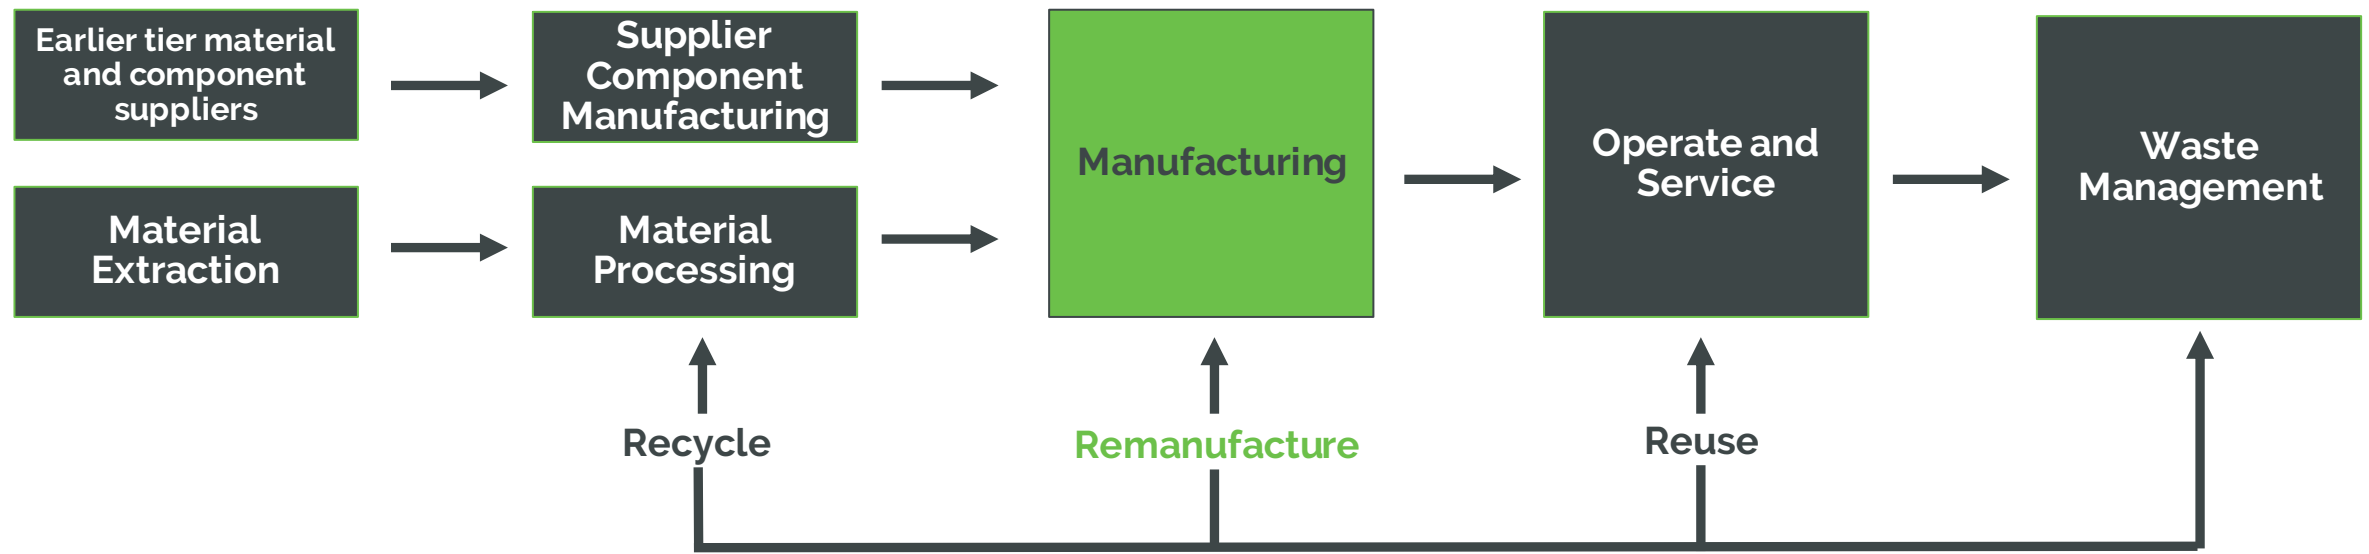 Earlier tier material
and component
suppliers
Supplier
Component
Manufacturing
Manufacturing
Operate and
Service
Waste
Management
Material
Extraction
Material
Processing
Recycle
Remanufacture
Reuse